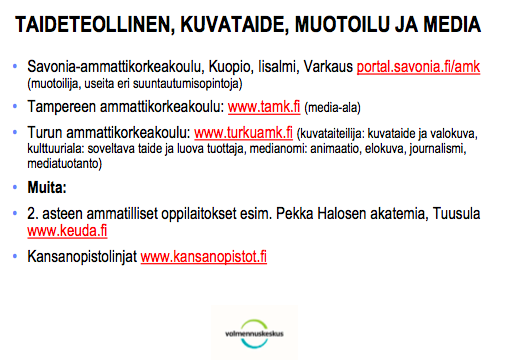 TAIDETEOLLINEN, KUVATAIDE, MUOTOILU JA MEDIA
• Savonia-ammattikorkeakoulu, Kuopio, Iisalmi, Varkaus portal.savonia.fi/amk
(muotoilija, useita eri suuntautumisopintoja)
• Tampereen ammattikorkeakoulu: www.tamk.fi (media-ala)
• Turun ammattikorkeakoulu: www.turkuamk.fi (kuvataiteilija: kuvataide ja valokuva,
kulttuuriala: soveltava taide ja luova tuottaja, medianomi: animaatio, elokuva, journalismi,
mediatuotanto)
• Muita:
• 2. asteen ammatilliset oppilaitokset esim. Pekka Halosen akatemia, Tuusula
www.keuda.fi
• Kansanopistolinjat www.kansanopistot.fi
valmennuskeskus